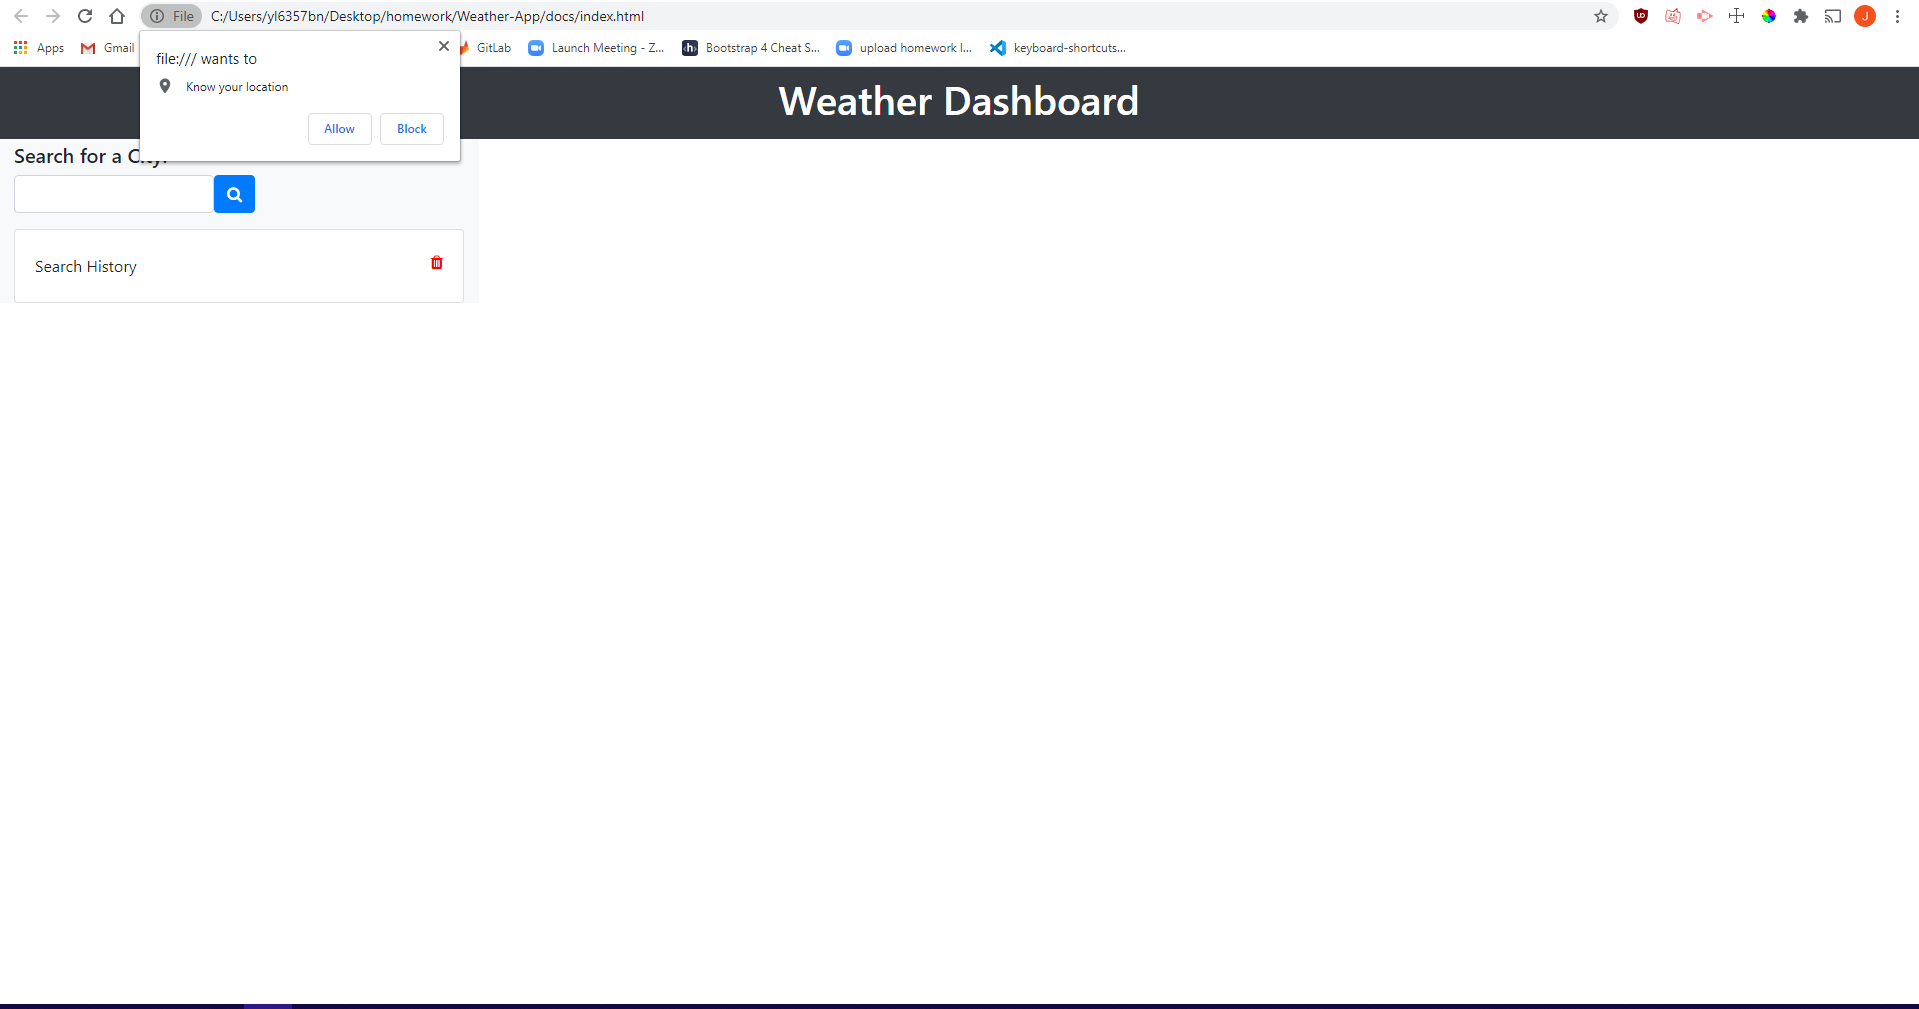 File C:/Users/yl6357bn/Desktop/homework/Weather-App/docs/index.html
J
Apps Gmail GitLab Launch Meeting - Z... Bootstrap 4 Cheat S... upload homework I... keyboard-shortcuts...
file:/// wants to
Know your location
Allow Block
Weather Dashboard
Search for a City:
Search History